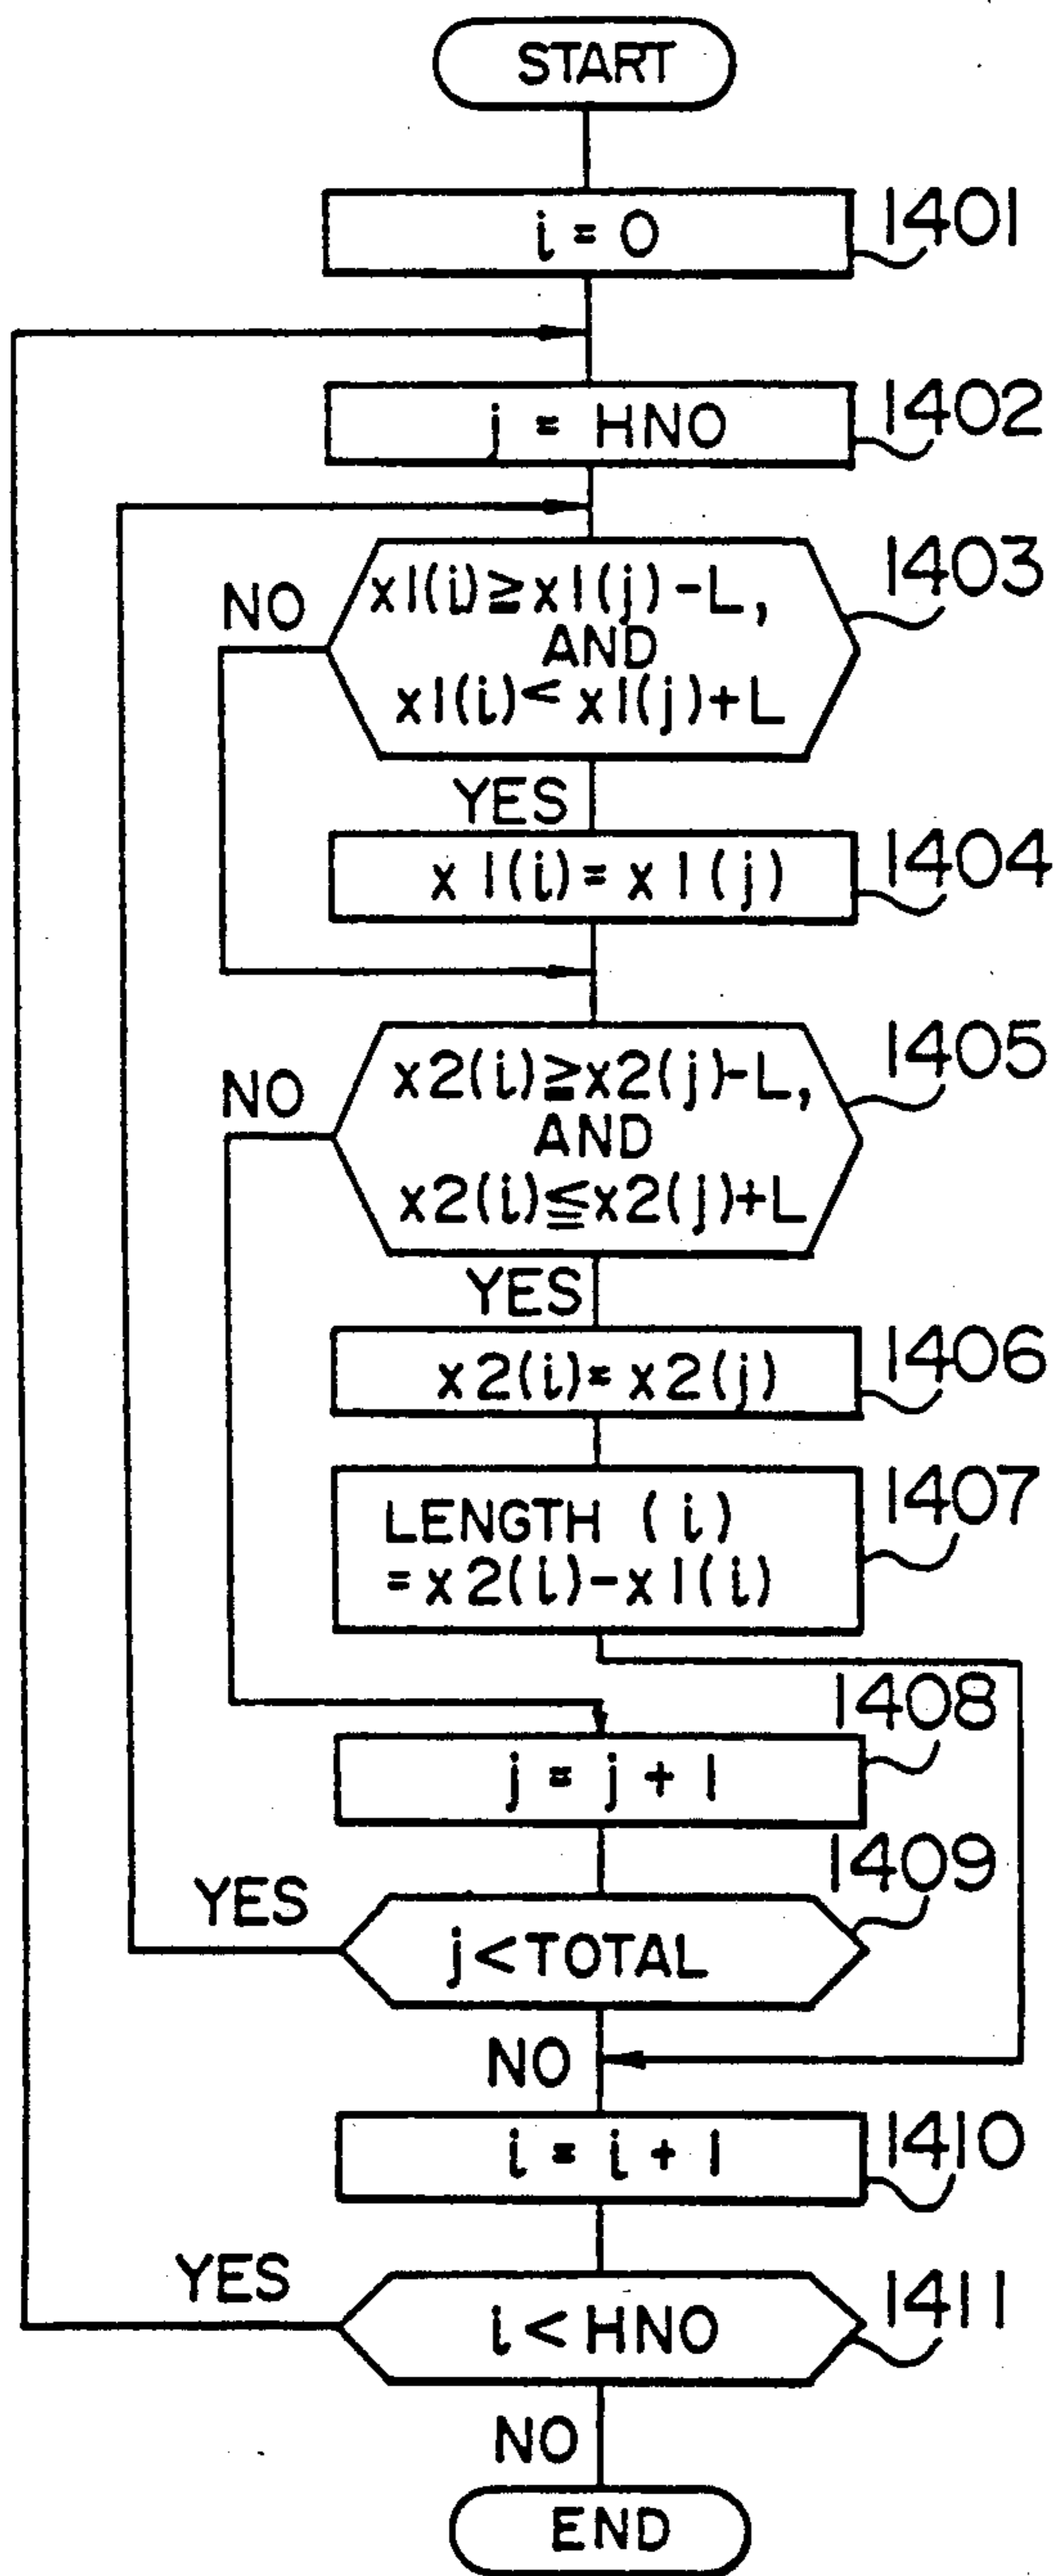 START
i = 0
1401
j = HNO
1402
1403
NO
x1(i)≧x1(j)-L,
AND
x1(i)< x1(j)+L
YES
x1(i)= x1(j)
1404
1405
NO
x2(i)≧x2(j)-L,
AND
x2(i)≦x2(j)+L
YES
x2(i)= x2(j)
1406
LENGTH (i)
=x2(i)-x1(i)
1407
1408
j = j + 1
1409
YES
j<TOTAL
NO
i = i + 1
1410
YES
i < HNO
1411
NO
END